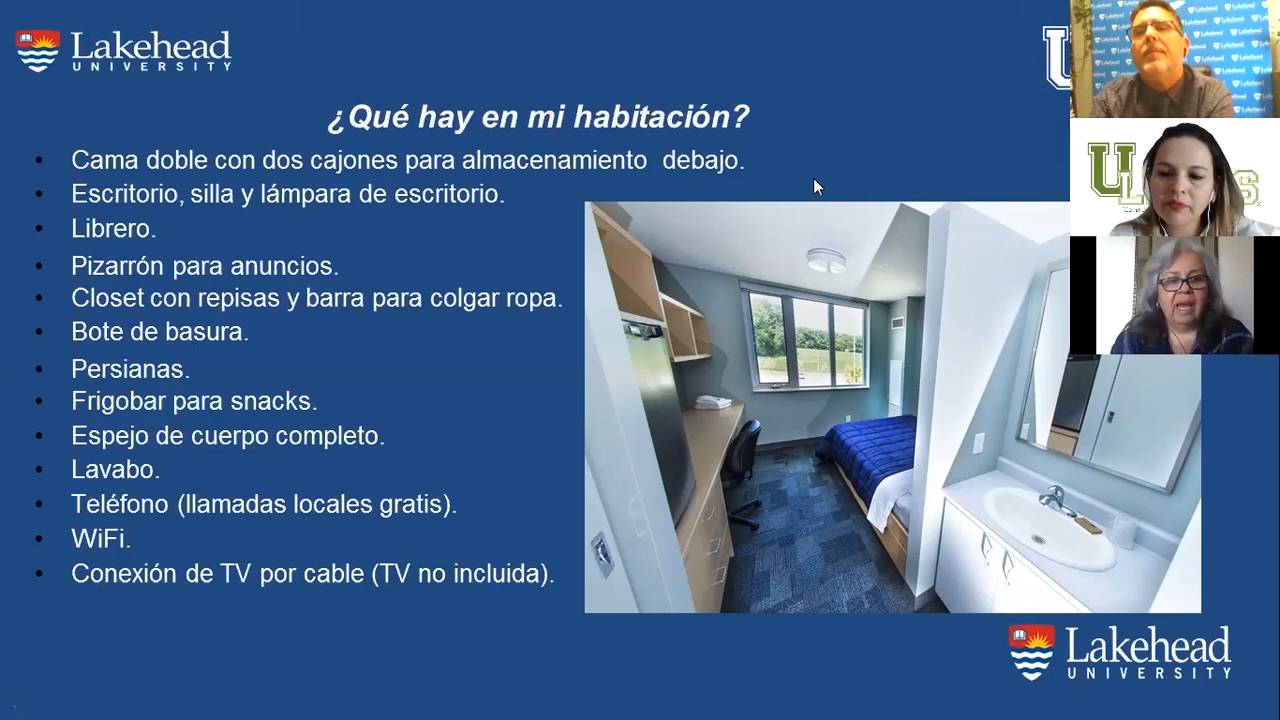 Lakehead
UNIVERSITY
U
¿Qué hay en mi habitación?
• Cama doble con dos cajones para almacenamiento debajo.
• Escritorio, silla y lámpara de escritorio.
• Librero.
• Pizarrón para anuncios.
• Closet con repisas y barra para colgar ropa.
• Bote de basura.
• Persianas.
• Frigobar para snacks.
• Espejo de cuerpo completo.
• Lavabo.
• Teléfono (llamadas locales gratis).
• WiFi.
• Conexión de TV por cable (TV no incluida).
Lakehead
UNIVERSITY